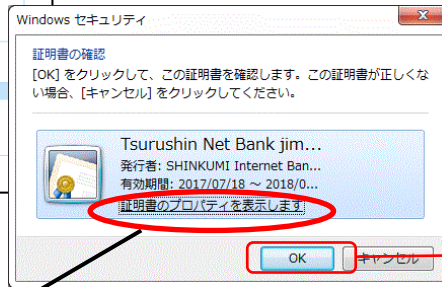 Windows セキュリティ
証明書の確認
[OK] をクリックして、この証明書を確認します。この証明書が正しくな
い場合、[キャンセル] をクリックしてください。
Tsurushin Net Bank jim...
発行者: SHINKUMI Internet Ban...
有効期間: 2017/07/18 ～ 2018/0...
証明書のプロパティを表示します
OK
キャンセル